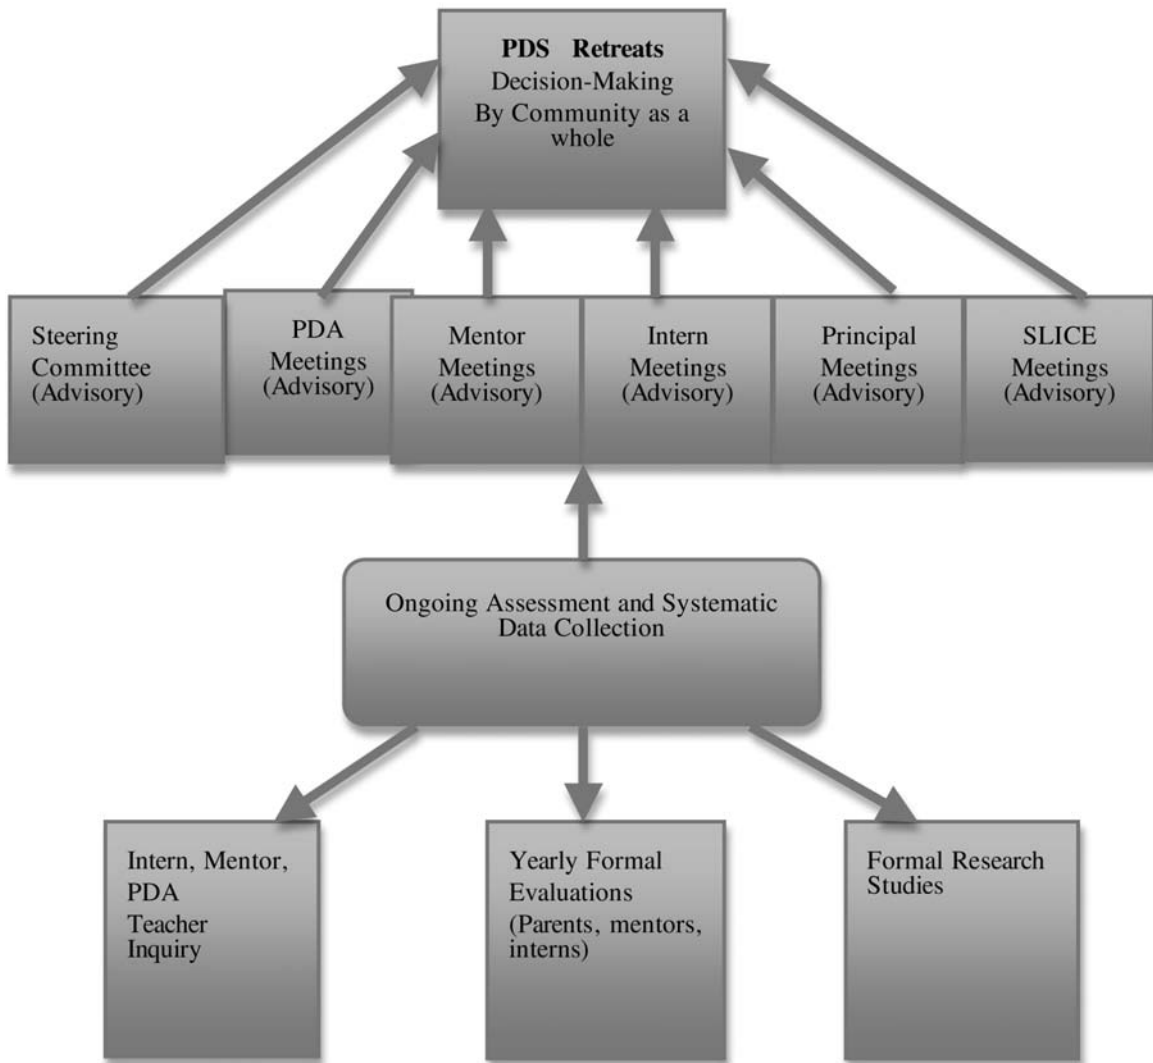 PDS Retreats
Decision-Making
By Community as a
whole
Steering
Committee
(Advisory)
PDA
Meetings
(Advisory)
Mentor
Meetings
(Advisory)
Intern
Meetings
(Advisory)
Principal
Meetings
(Advisory)
SLICE
Meetings
(Advisory)
Ongoing Assessment and Systematic
Data Collection
Intern, Mentor,
PDA
Teacher
Inquiry
Yearly Formal
Evaluations
(Parents, mentors,
interns)
Formal Research
Studies